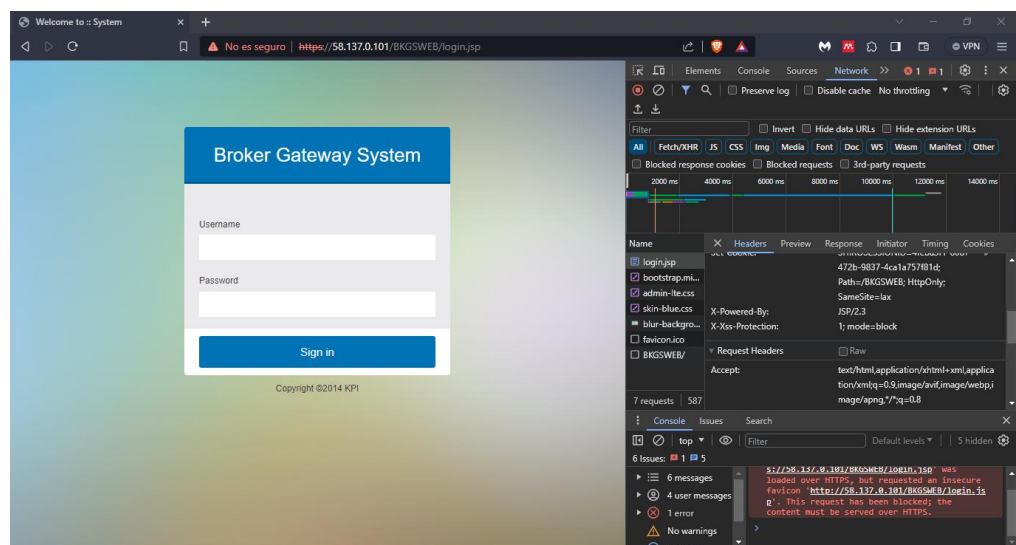 Welcome to :: System
No es seguro https://58.137.0.101/BKGSWEB/login.jsp
VPN
Broker Gateway System
Username
Password
Sign in
Copyright ©2014 KPI
Elements Console Sources Network 1 1
Preserve log Disable cache No throttling
Filter Invert Hide data URLs Hide extension URLs
All Fetch/XHR JS CSS Img Media Font Doc WS Wasm Manifest Other
Blocked response cookies Blocked requests 3rd-party requests
2000 ms 4000 ms 6000 ms 8000 ms 10000 ms 12000 ms 14000 ms
Name Headers Preview Response Initiator Timing Cookies
login.jsp
bootstrap.mi...
admin-lte.css
skin-blue.css
blur-backgro...
favicon.ico
BKGSWEB/
7 requests 587
472b-9837-4ca1a757f81d;
Path=/BKGSWEB; HttpOnly;
SameSite=lax
X-Powered-By: JSP/2.3
X-Xss-Protection: 1; mode=block
Request Headers Raw
Accept: text/html,application/xhtml+xml,applica
tion/xml;q=0.9,image/avif,image/webp,i
mage/apng,*/*;q=0.8
Console Issues Search
top Filter Default levels 5 hidden
6 Issues: 1 5
6 messages
4 user messages
1 error
No warnings
s://58.137.0.101/BKGSWEB/login.jsp' was
loaded over HTTPS, but requested an insecure
favicon 'http://58.137.0.101/BKGSWEB/login.js
p'. This request has been blocked; the
content must be served over HTTPS.